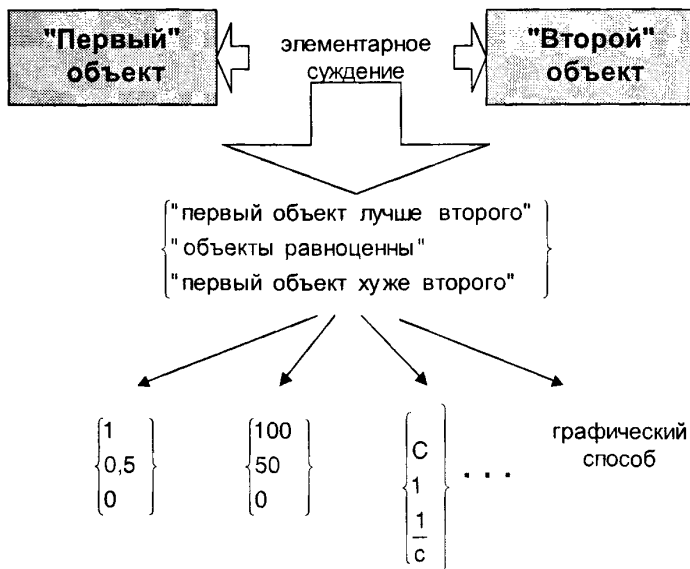 "Первый"
объект
элементарное
суждение
"Второй"
объект
"первый объект лучше второго"
"объекты равноценны"
"первый объект хуже второго"
1
0,5
0
100
50
0
C
1
1
c
. . .
графический
способ